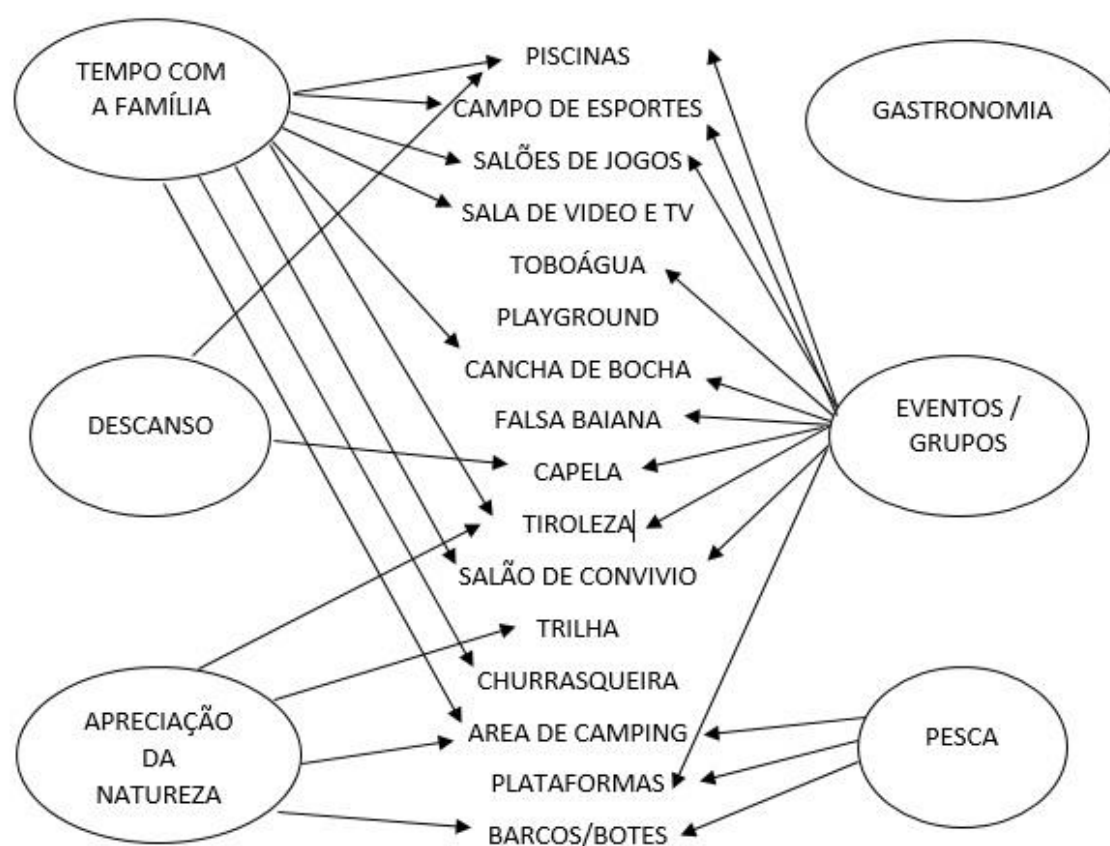 TEMPO COM
A FAMÍLIA
DESCANSO
APRECIAÇÃO
DA
NATUREZA
PISCINAS
CAMPO DE ESPORTES
SALÕES DE JOGOS
SALA DE VIDEO E TV
TOBOÁGUA
PLAYGROUND
CANCHA DE BOCHA
FALSA BAIANA
CAPELA
TIROLEZA
SALÃO DE CONVIVIO
TRILHA
CHURRASQUEIRA
AREA DE CAMPING
PLATAFORMAS
BARCOS/BOTES
GASTRONOMIA
EVENTOS /
GRUPOS
PESCA